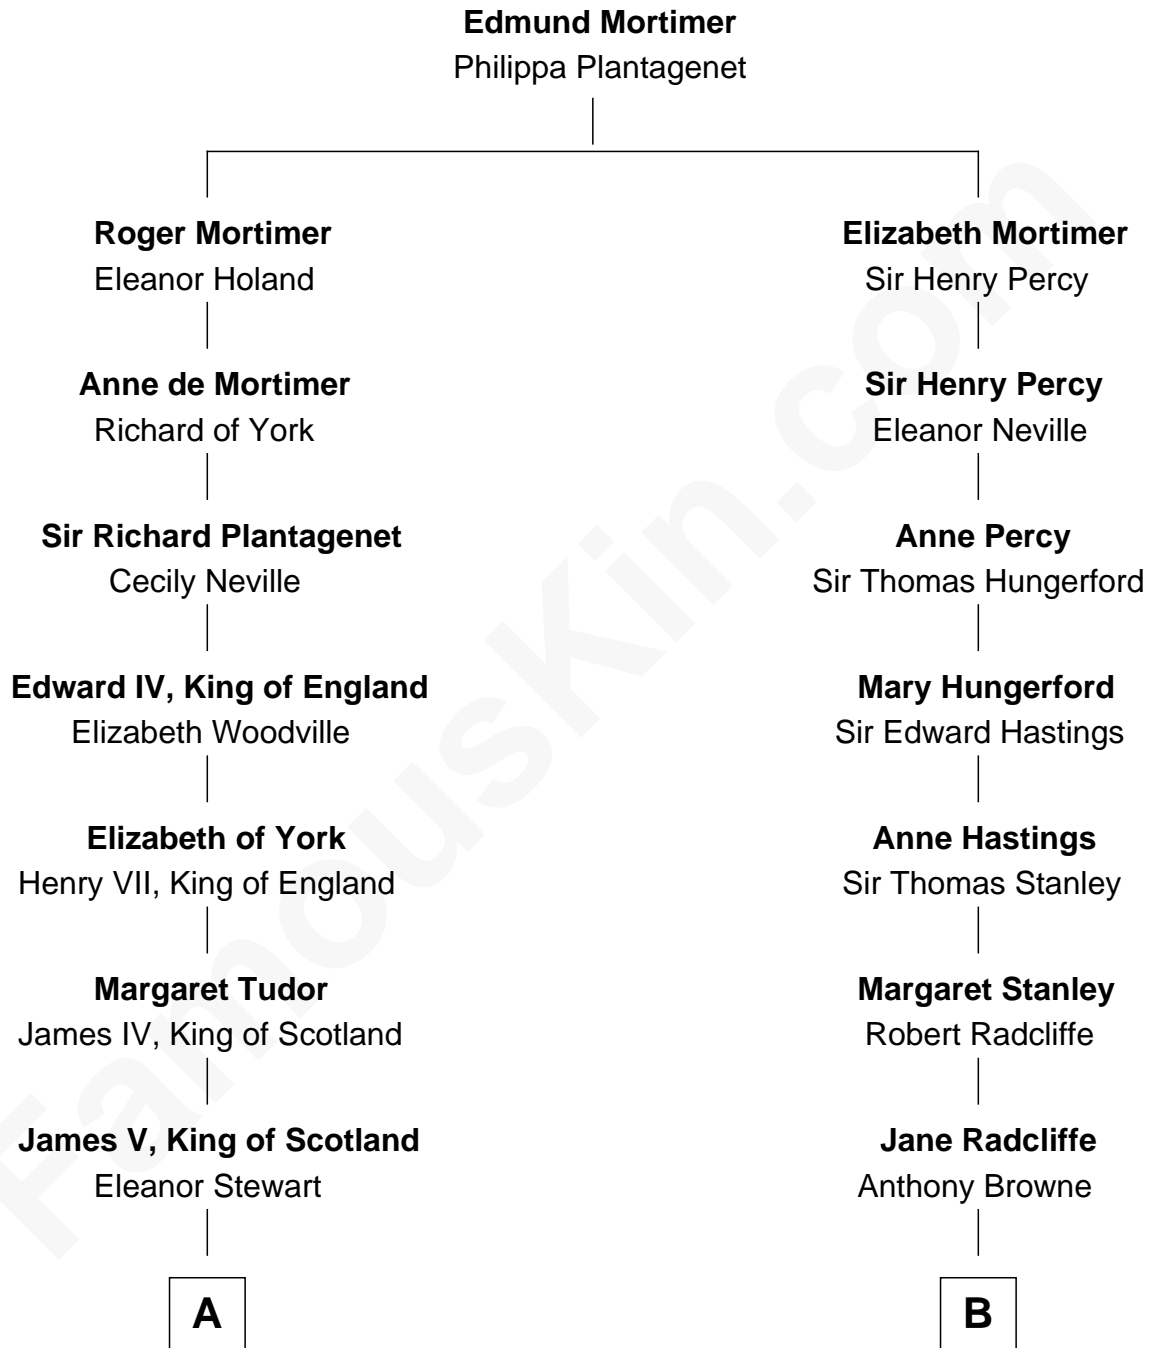 Edmund Mortimer
Philippa Plantagenet
Roger Mortimer
Eleanor Holand
Elizabeth Mortimer
Sir Henry Percy
Anne de Mortimer
Richard of York
Sir Henry Percy
Eleanor Neville
Sir Richard Plantagenet
Cecily Neville
Anne Percy
Sir Thomas Hungerford
Edward IV, King of England
Elizabeth Woodville
Mary Hungerford
Sir Edward Hastings
Elizabeth of York
Henry VII, King of England
Anne Hastings
Sir Thomas Stanley
Margaret Tudor
James IV, King of Scotland
Margaret Stanley
Robert Radcliffe
James V, King of Scotland
Eleanor Stewart
Jane Radcliffe
Anthony Browne
A
B
FamousKin.com